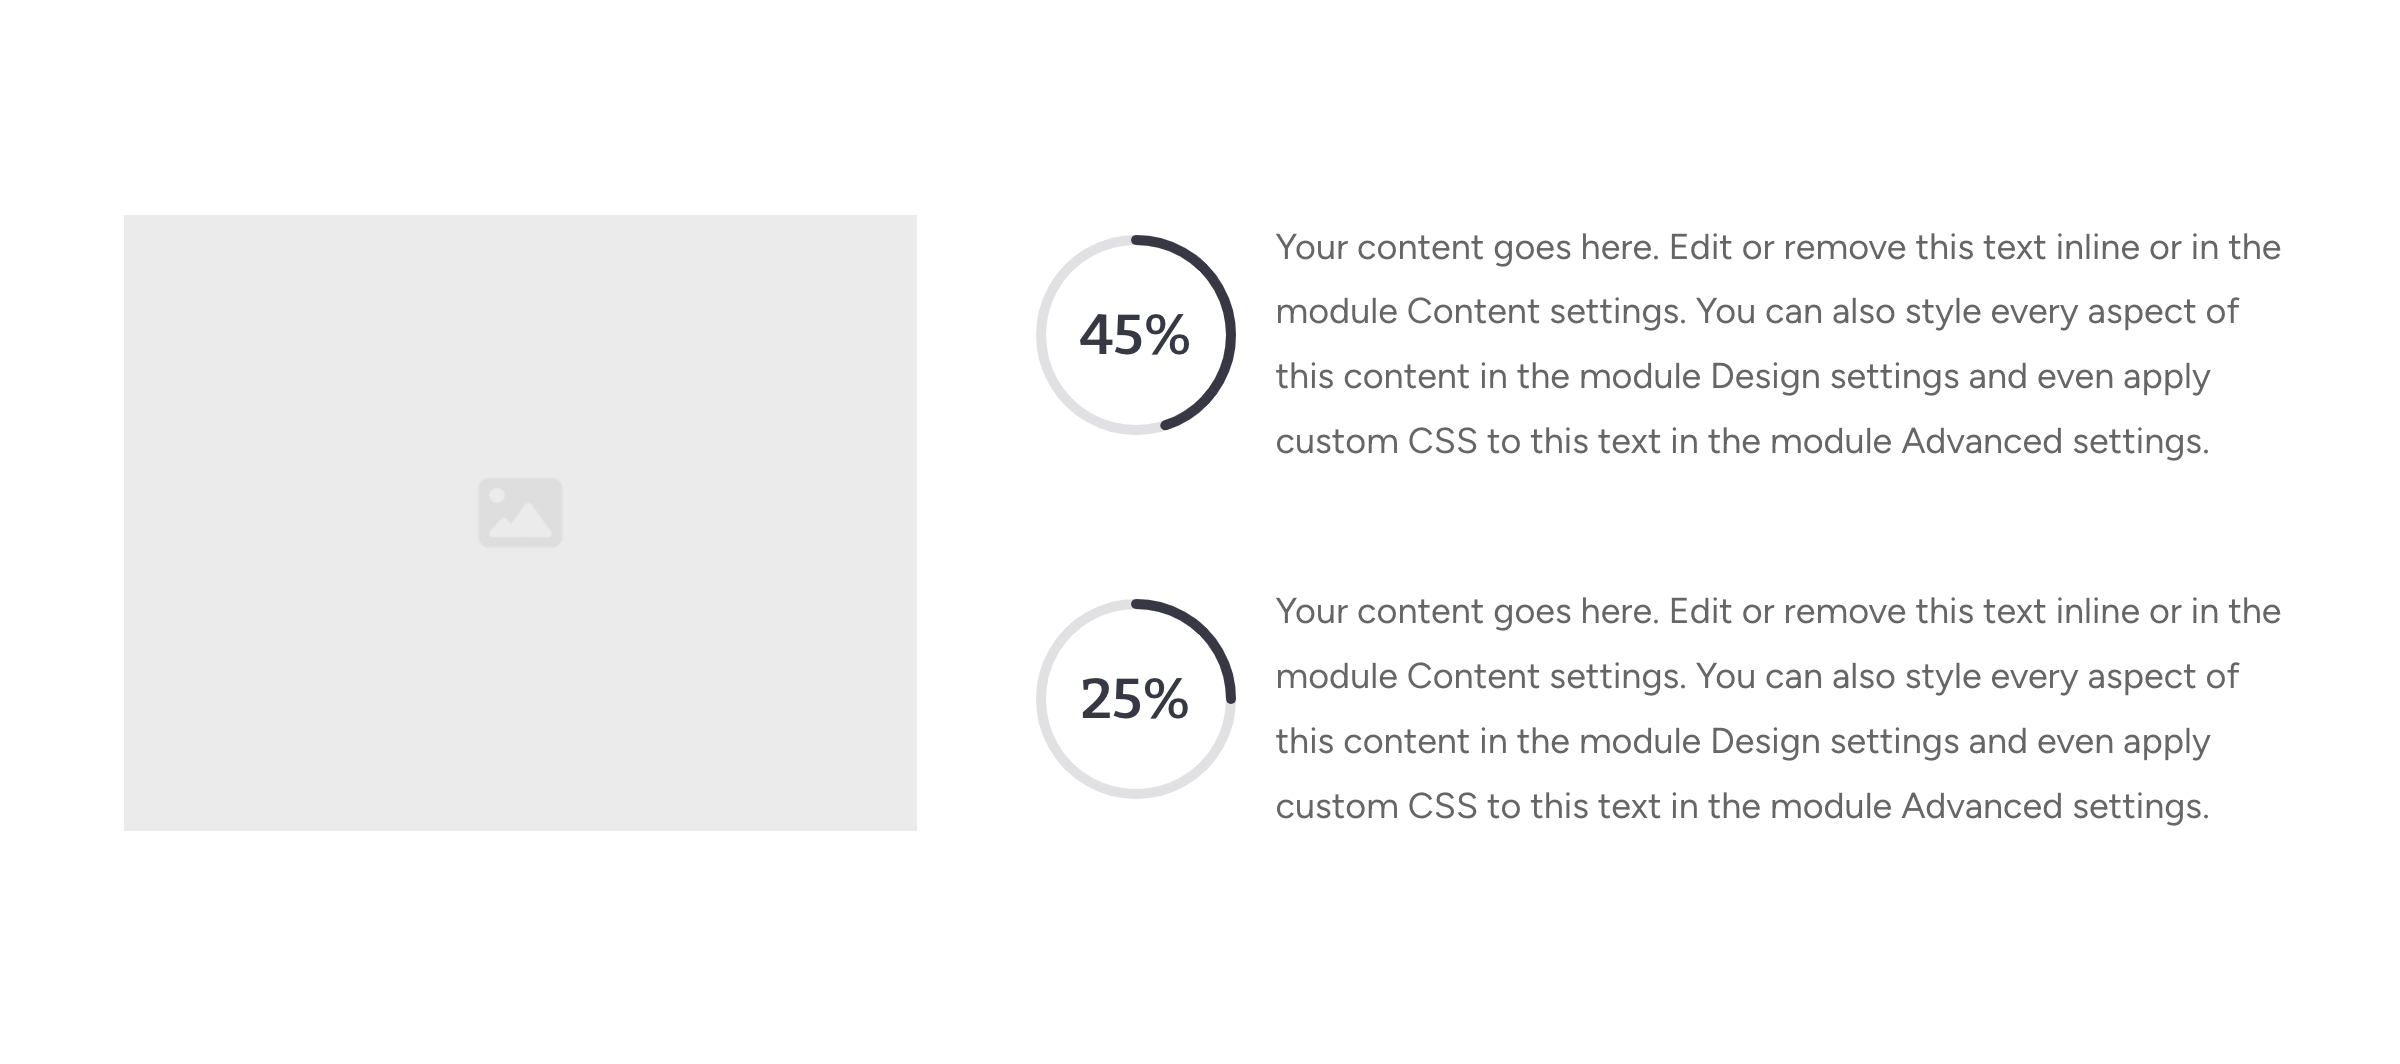 45%
Your content goes here. Edit or remove this text inline or in the
module Content settings. You can also style every aspect of
this content in the module Design settings and even apply
custom CSS to this text in the module Advanced settings.
25%
Your content goes here. Edit or remove this text inline or in the
module Content settings. You can also style every aspect of
this content in the module Design settings and even apply
custom CSS to this text in the module Advanced settings.